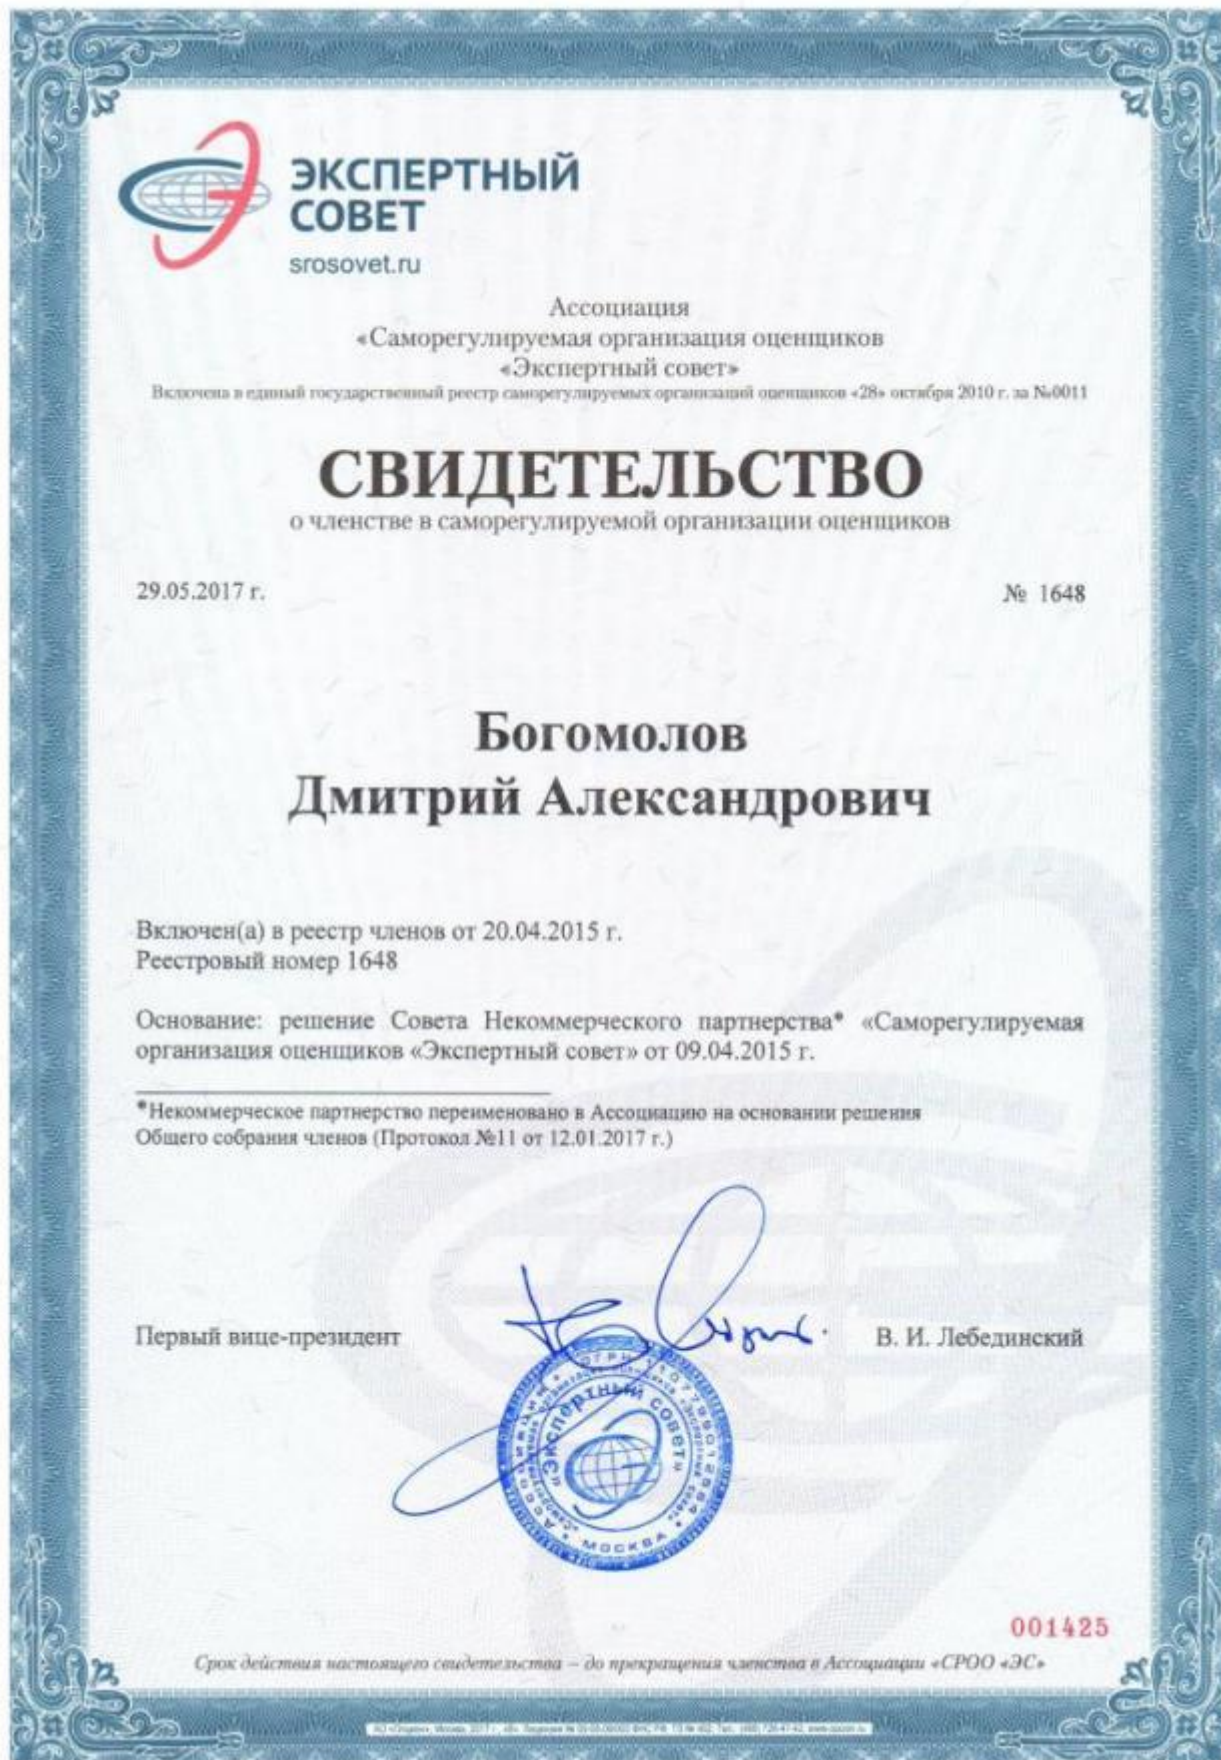 ЭКСПЕРТНЫЙ
СОВЕТ
srosovet.ru
Ассоциация
«Саморегулируемая организация оценщиков
«Экспертный совет»
Включена в единый государственный реестр саморегулируемых организаций оценщиков «28» октября 2010 г. за №0011
СВИДЕТЕЛЬСТВО
о членстве в саморегулируемой организации оценщиков
29.05.2017 г.
№ 1648
Богомолов
Дмитрий Александрович
Включен(а) в реестр членов от 20.04.2015 г.
Реестровый номер 1648
Основание: решение Совета Некоммерческого партнерства* «Саморегулируемая
организация оценщиков «Экспертный совет» от 09.04.2015 г.
*Некоммерческое партнерство переименовано в Ассоциацию на основании решения
Общего собрания членов (Протокол №11 от 12.01.2017 г.)
Первый вице-президент
В. И. Лебединский
«Экспертный совет»
МОСКВА
001425
Срок действия настоящего свидетельства – до прекращения членства в Ассоциации «СРОО «ЭС»